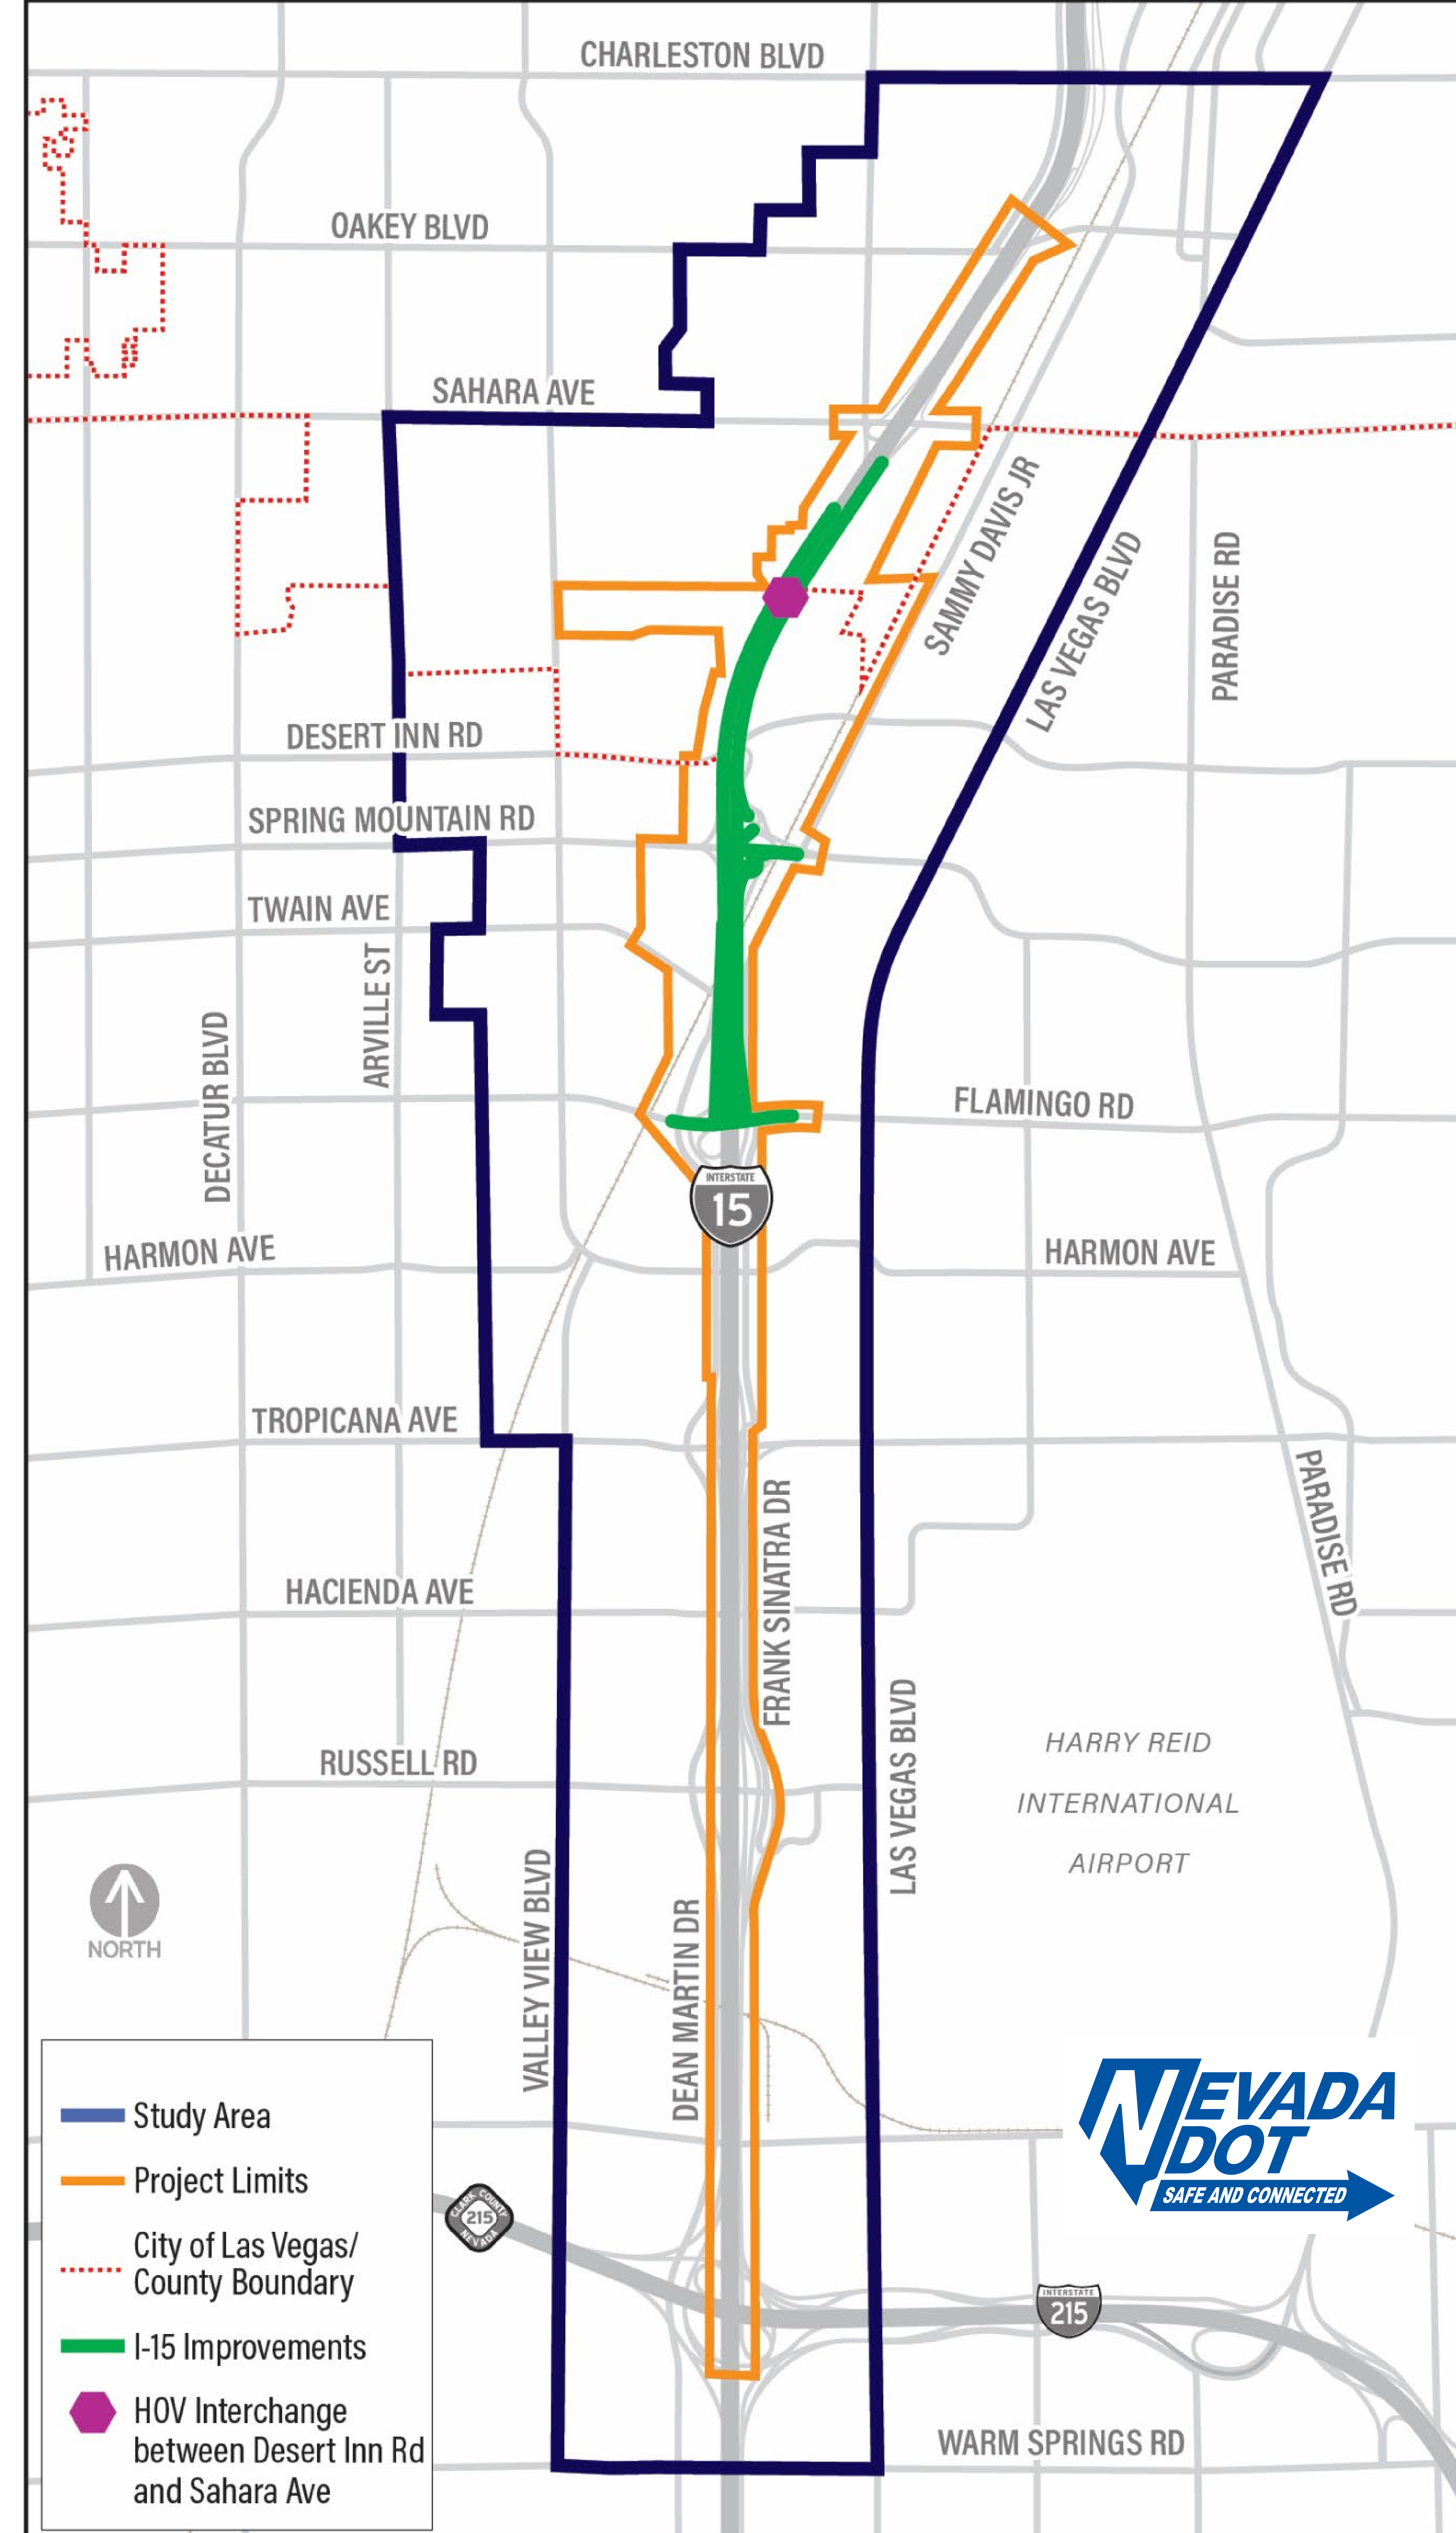 CHARLESTON BLVD
OAKEY BLVD
SAHARA AVE
SAMMY DAVIS JR
LAS VEGAS BLVD
PARADISE RD
DESERT INN RD
SPRING MOUNTAIN RD
TWAIN AVE
ARVILLE ST
DECATUR BLVD
FLAMINGO RD
INTERSTATE
15
HARMON AVE
HARMON AVE
TROPICANA AVE
PARADISE RD
FRANK SINATRA DR
HACIENDA AVE
LAS VEGAS BLVD
HARRY REID
INTERNATIONAL
AIRPORT
RUSSELL RD
VALLEY VIEW BLVD
DEAN MARTIN DR
NORTH
NEVADA
DOT
SAFE AND CONNECTED
Study Area
Project Limits
City of Las Vegas/
County Boundary
I-15 Improvements
HOV Interchange
between Desert Inn Rd
and Sahara Ave
CLARK COUNTY
215
NEVADA
INTERSTATE
215
WARM SPRINGS RD